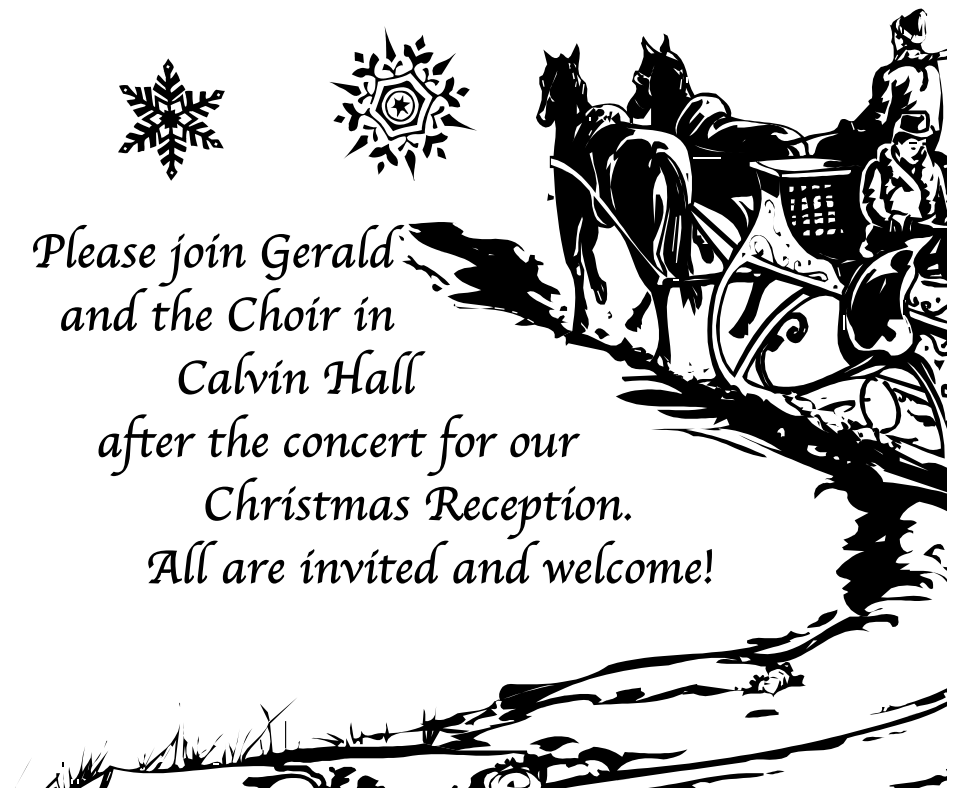 Please join Gerald
and the Choir in
Calvin Hall
after the concert for our
Christmas Reception.
All are invited and welcome!